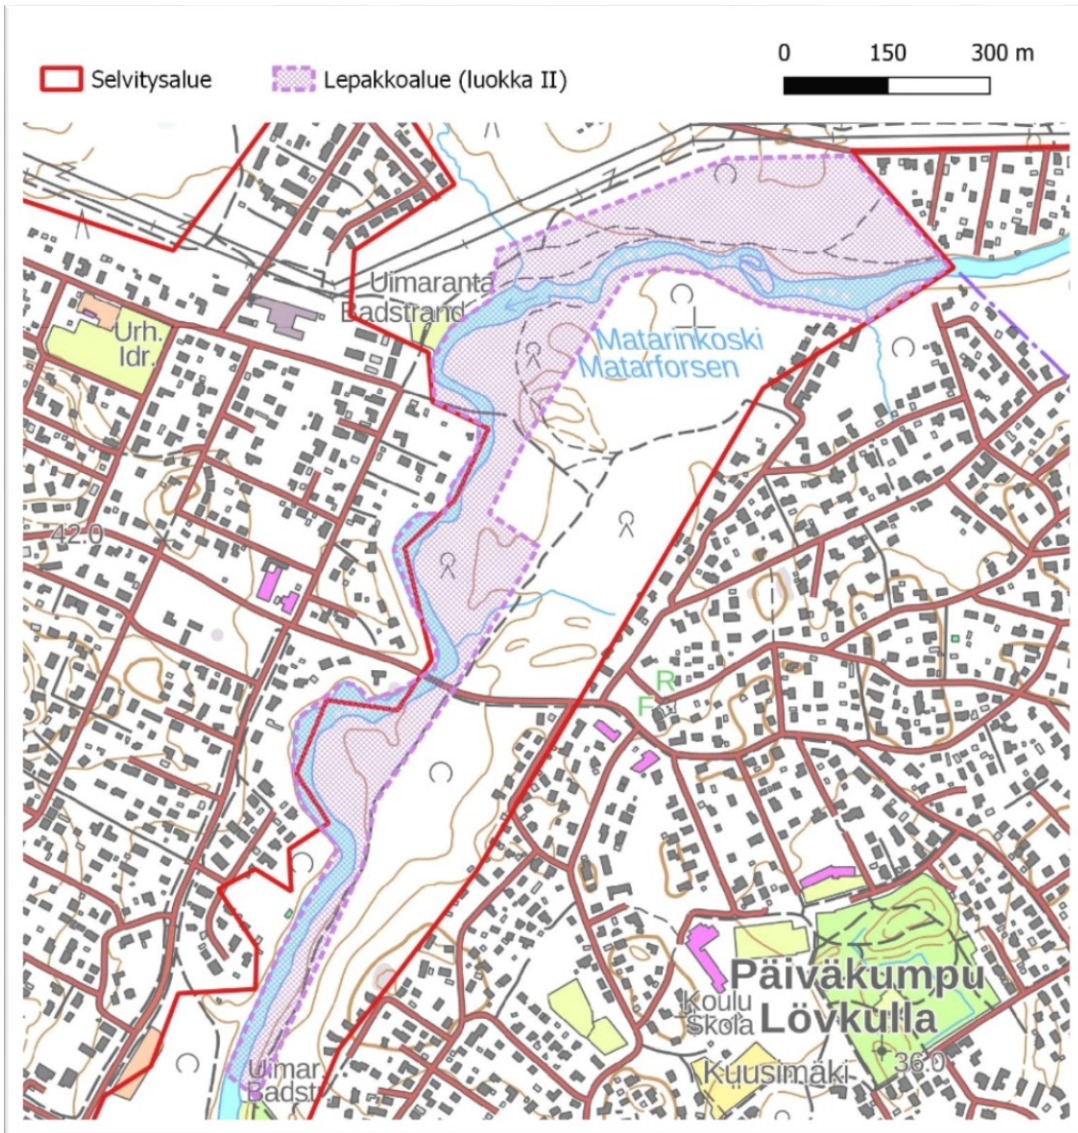 0 150 300 m
Selvitysalue
Lepakkoalue (luokka II)
Uimaranta
Badstrand
Urh.
Idr.
Matarinkoski
Matarforsen
42.0
R
F
Päiväkumpu
Lövkulla
Koulu
Skola
Kuusimäki
36.0
Uimar
Badstr